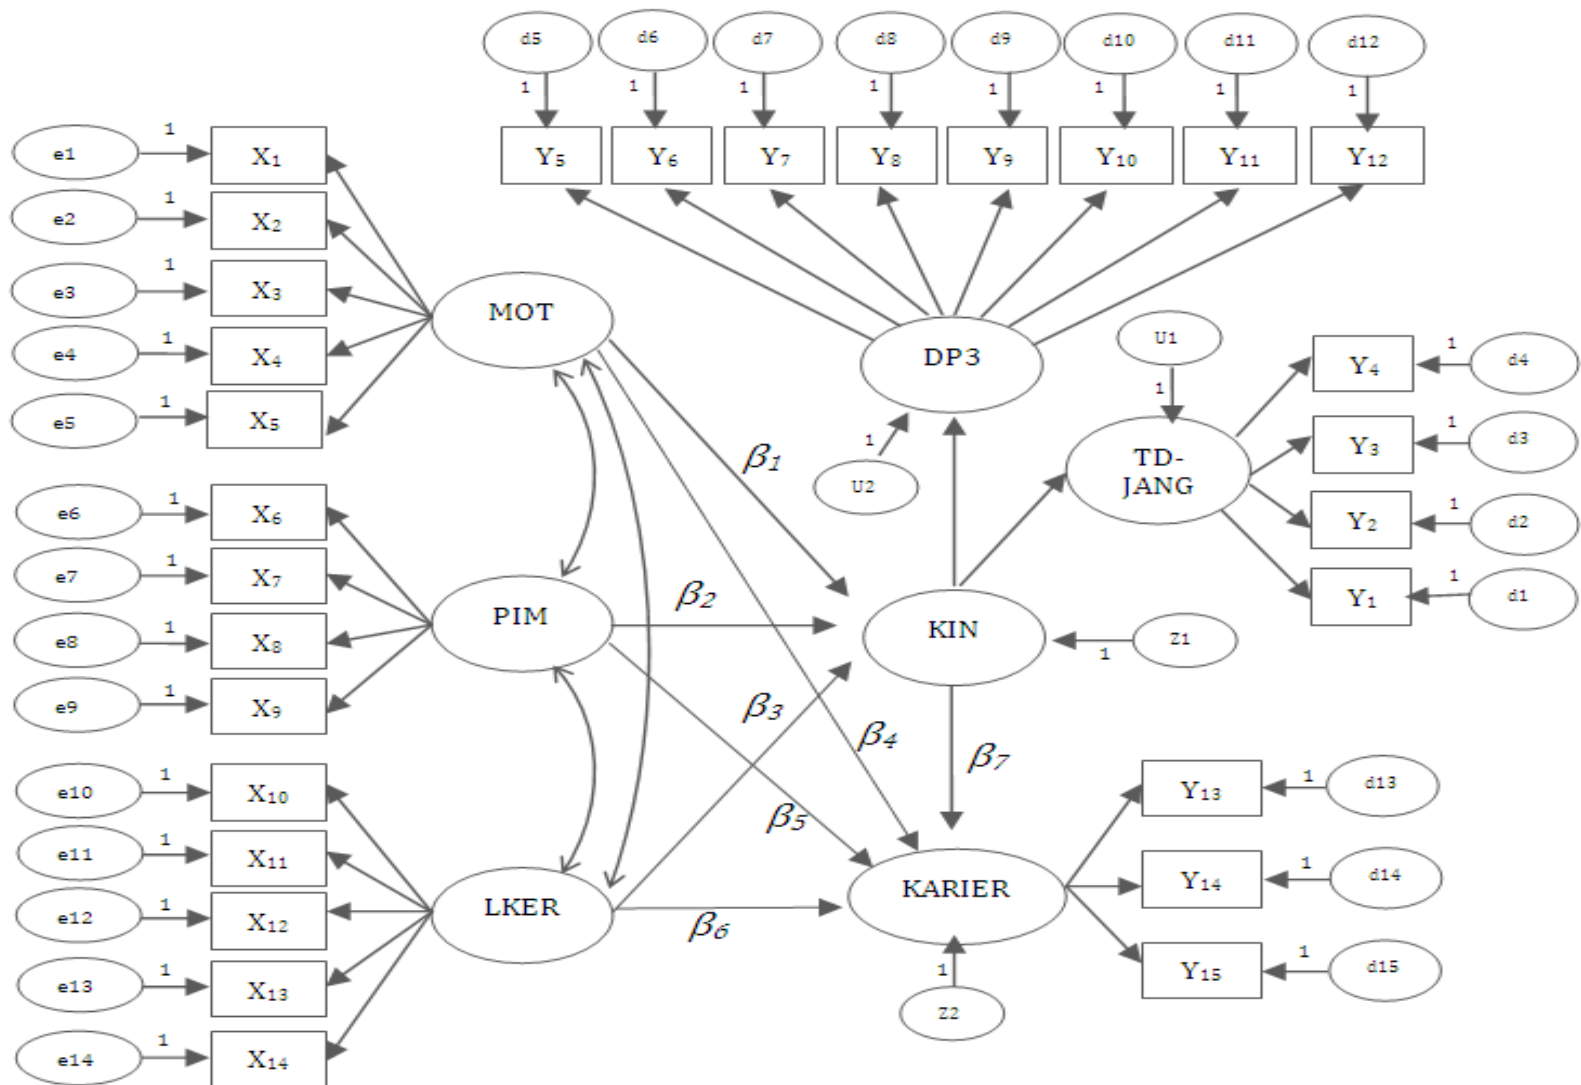 d5 d6 d7 d8 d9 d10 d11 d12
1 1 1 1 1 1 1 1
Y5 Y6 Y7 Y8 Y9 Y10 Y11 Y12
e1 1 X1
e2 1 X2
e3 1 X3
e4 1 X4
e5 1 X5
MOT
DP3
U1
1
U2
1
TD-
JANG
Y4 1 d4
Y3 1 d3
Y2 1 d2
Y1 1 d1
β1
e6 1 X6
e7 1 X7
e8 1 X8
e9 1 X9
PIM
β2
KIN
1 Z1
β3
β4
β7
β5
e10 1 X10
e11 1 X11
e12 1 X12
e13 1 X13
e14 1 X14
LKER
β6
KARIER
1
Z2
Y13 1 d13
Y14 1 d14
Y15 1 d15